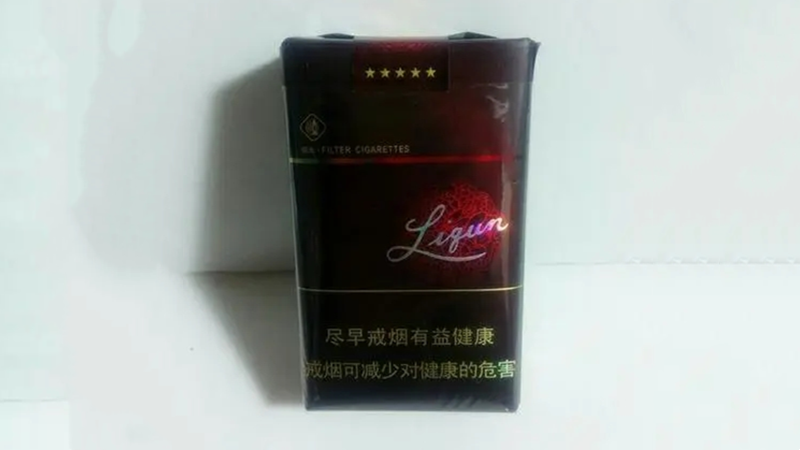 ★★★★★
FILTER CIGARETTES
Liqun
尽早戒烟有益健康
戒烟可减少对健康的危害